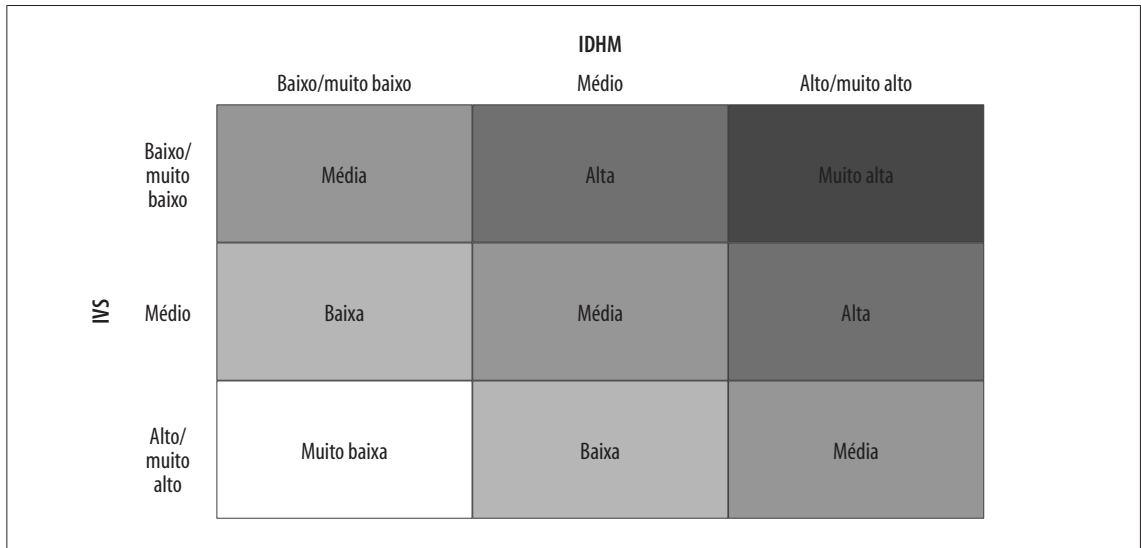 IDHM
Baixo/muito baixo Médio Alto/muito alto
Baixo/
muito
baixo
Média Alta Muito alta
IVS
Médio
Baixa Média Alta
Alto/
muito
alto
Muito baixa Baixa Média